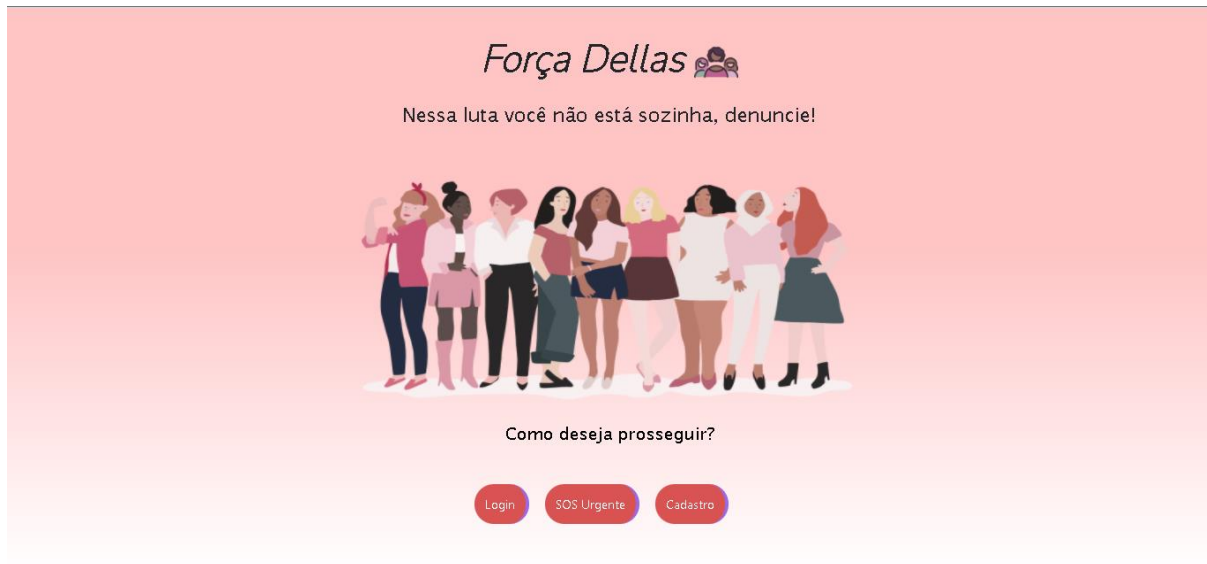 Força Dellas
Nessa luta você não está sozinha, denuncie!
Como deseja prosseguir?
Login
SOS Urgente
Cadastro